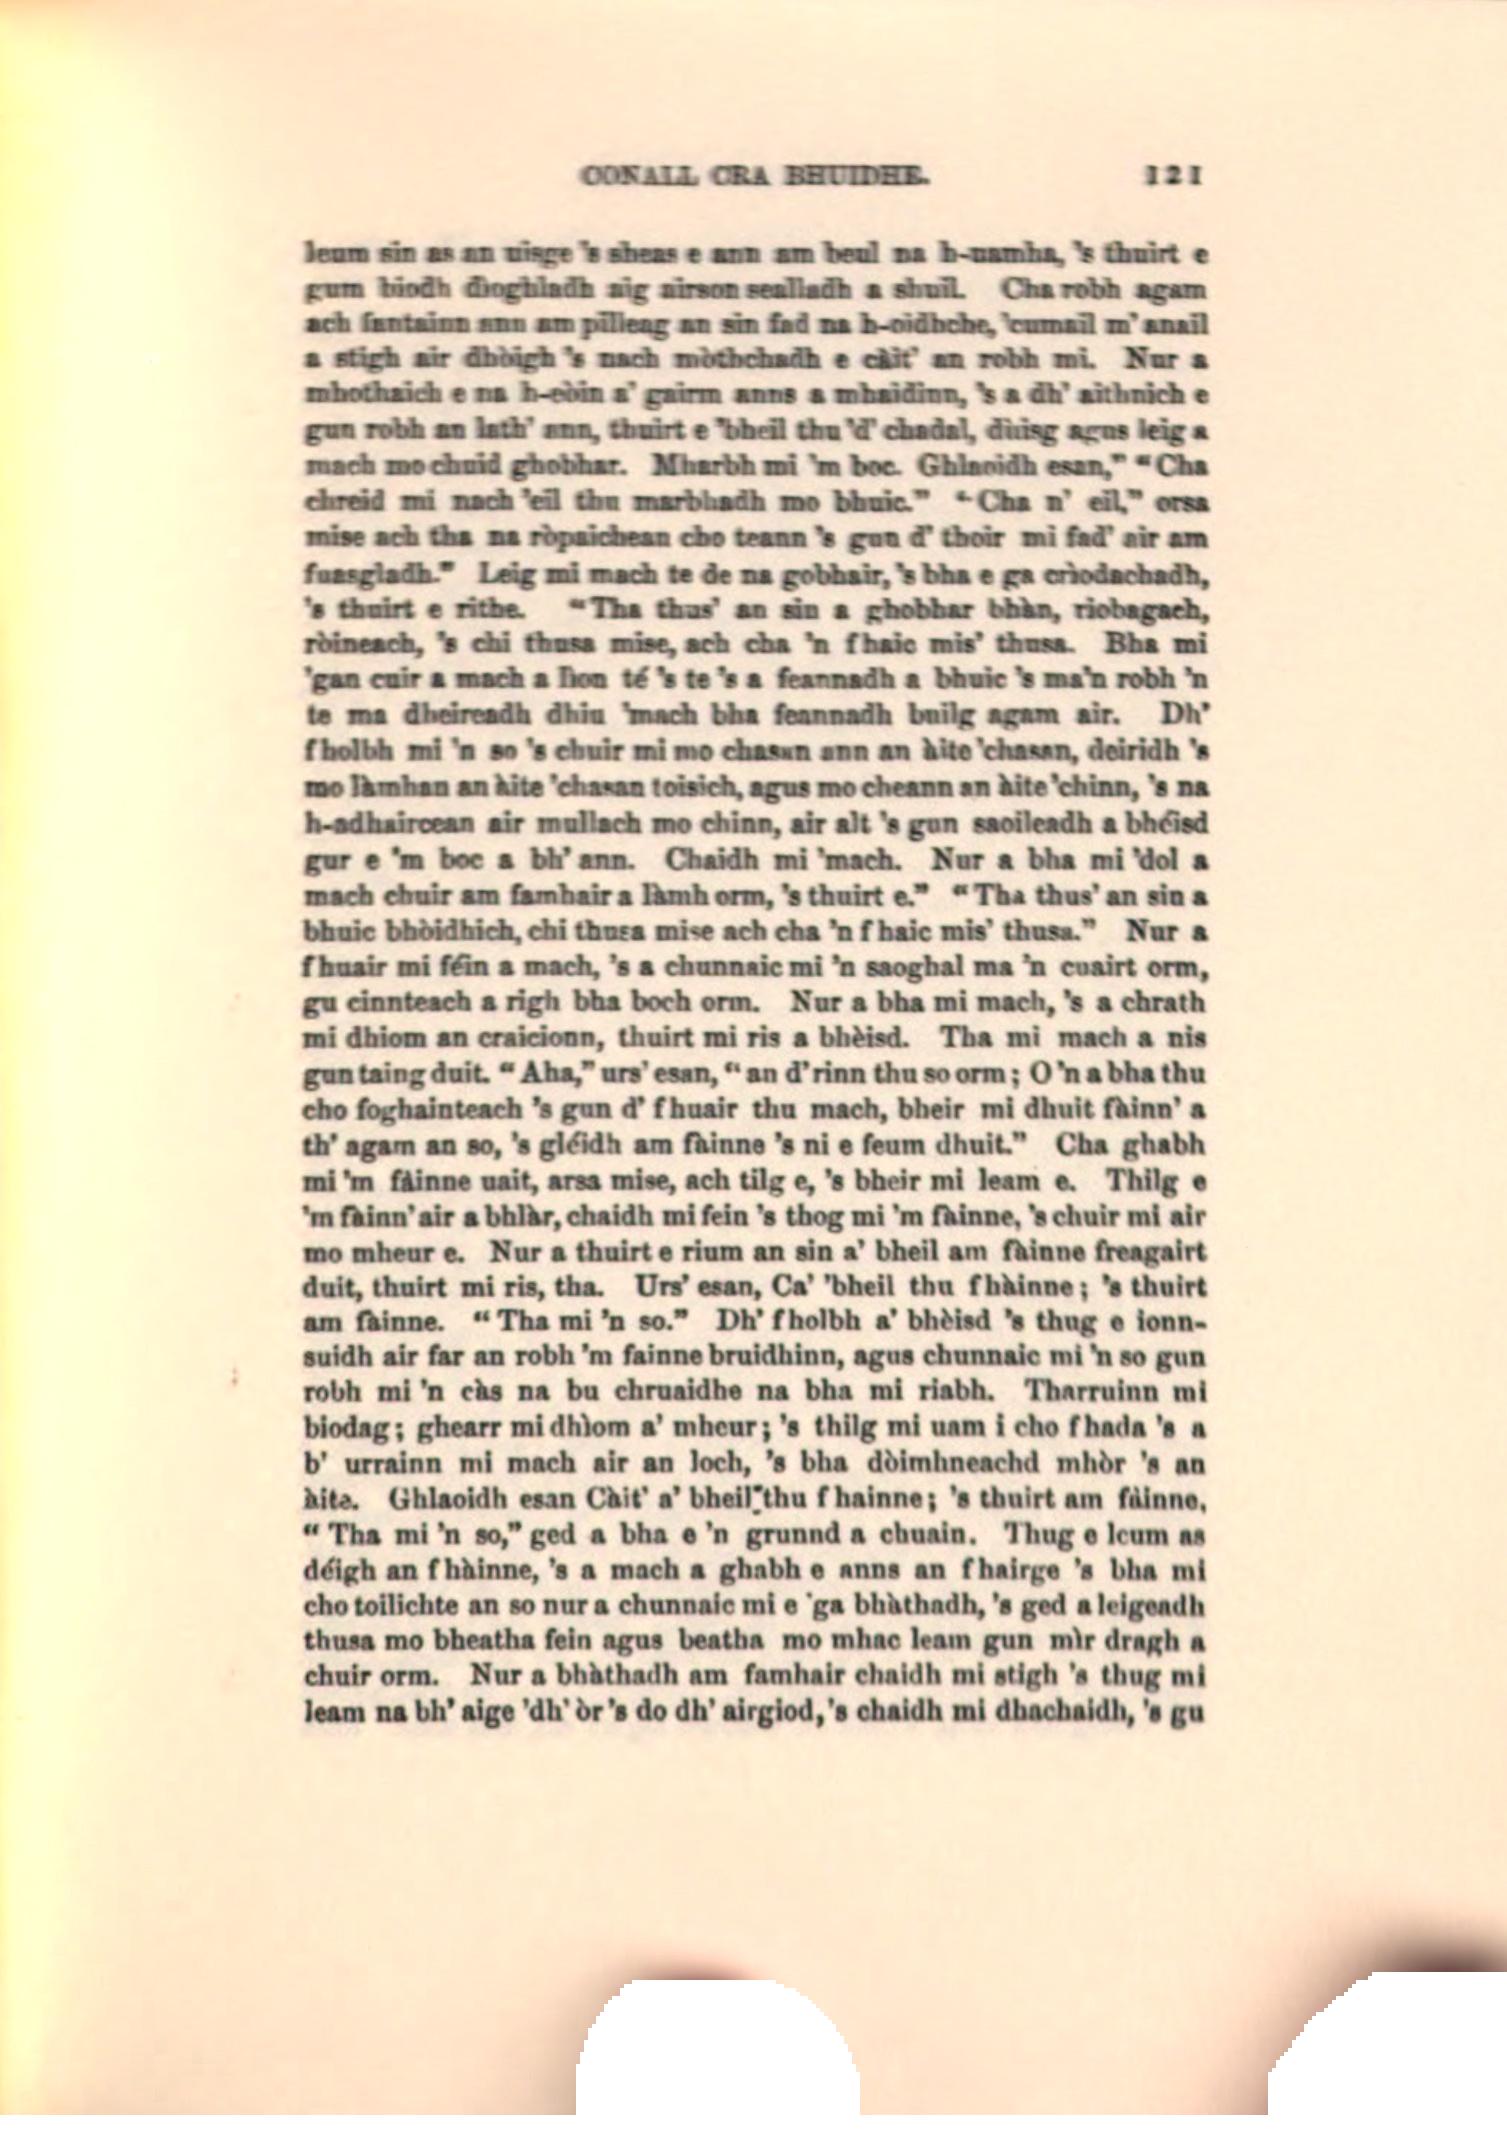 CONALL CRA BHUIDHE. 121
leum sin as an uisge 's sheas e ann am beul na h-uamha, 's thuirt e
gum biodh dìoghladh aig airson sealladh a shuil. Cha robh agam
ach fantainn ann am pilleag an sin fad na h-oidhche, 'cumail m' anail
a stigh air dhòigh 's nach mòthchadh e càit' an robh mi. Nur a
mhothaich e na h-eòin a' gairm anns a mhaidinn, 's a dh' aithnich e
gun robh an lath' ann, thuirt e 'bheil thu 'd' chadal, dùisg agus leig a
mach mo chuid ghobhar. Mharbh mi 'm boc. Ghlaoidh esan," "Cha
chreid mi nach 'eil thu marbhadh mo bhuic." "Cha n' eil," orsa
mise ach tha na ròpaichean cho teann 's gun d' thoir mi fad' air am
fuasgladh." Leig mi mach te de na gobhair, 's bha e ga crìodachadh,
's thuirt e rithe. "Tha thus' an sin a ghobhar bhàn, riobagach,
ròineach, 's chi thusa mise, ach cha 'n fhaic mis' thusa. Bha mi
'gan cuir a mach a lìon té 's te 's a feannadh a bhuic 's ma'n robh 'n
te ma dheireadh dhiu 'mach bha feannadh builg agam air. Dh'
fholbh mi 'n so 's chuir mi mo chasan ann an àite 'chasan, deiridh 's
mo làmhan an àite 'chasan toisich, agus mo cheann an àite 'chinn, 's na
h-adhaircean air mullach mo chinn, air alt 's gun saoileadh a bhéisd
gur e 'm boc a bh' ann. Chaidh mi 'mach. Nur a bha mi 'dol a
mach chuir am famhair a làmh orm, 's thuirt e." "Tha thus' an sin a
bhuic bhòidhich, chi thusa mise ach cha 'n fhaic mis' thusa." Nur a
fhuair mi féin a mach, 's a chunnaic mi 'n saoghal ma 'n cuairt orm,
gu cinnteach a righ bha boch orm. Nur a bha mi mach, 's a chrath
mi dhiom an craicionn, thuirt mi ris a bhèisd. Tha mi mach a nis
gun taing duit. "Aha," urs' esan, "an d'rinn thu so orm; O 'n a bha thu
cho foghainteach 's gun d' fhuair thu mach, bheir mi dhuit fàinn' a
th' agam an so, 's gléidh am fàinne 's ni e feum dhuit." Cha ghabh
mi 'm fàinne uait, arsa mise, ach tilg e, 's bheir mi leam e. Thilg e
'm fàinn' air a bhlàr, chaidh mi fein 's thog mi 'm fàinne, 's chuir mi air
mo mheur e. Nur a thuirt e rium an sin a' bheil am fàinne freagairt
duit, thuirt mi ris, tha. Urs' esan, Ca' 'bheil thu fhàinne; 's thuirt
am fàinne. "Tha mi 'n so." Dh' fholbh a' bhèisd 's thug e ionn-
suidh air far an robh 'm fainne bruidhinn, agus chunnaic mi 'n so gun
robh mi 'n càs na bu chruaidhe na bha mi riabh. Tharruinn mi
biodag; ghearr mi dhìom a' mheur; 's thilg mi uam i cho fhada 's a
b' urrainn mi mach air an loch, 's bha dòimhneachd mhòr 's an
àite. Ghlaoidh esan Càit' a' bheil thu fhainne; 's thuirt am fàinne,
"Tha mi 'n so," ged a bha e 'n grunnd a chuain. Thug e leum as
déigh an fhàinne, 's a mach a ghabh e anns an fhairge 's bha mi
cho toilichte an so nur a chunnaic mi e 'ga bhàthadh, 's ged a leigeadh
thusa mo bheatha fein agus beatha mo mhac leam gun mìr dragh a
chuir orm. Nur a bhàthadh am famhair chaidh mi stigh 's thug mi
leam na bh' aige 'dh' òr 's do dh' airgiod, 's chaidh mi dhachaidh, 's gu